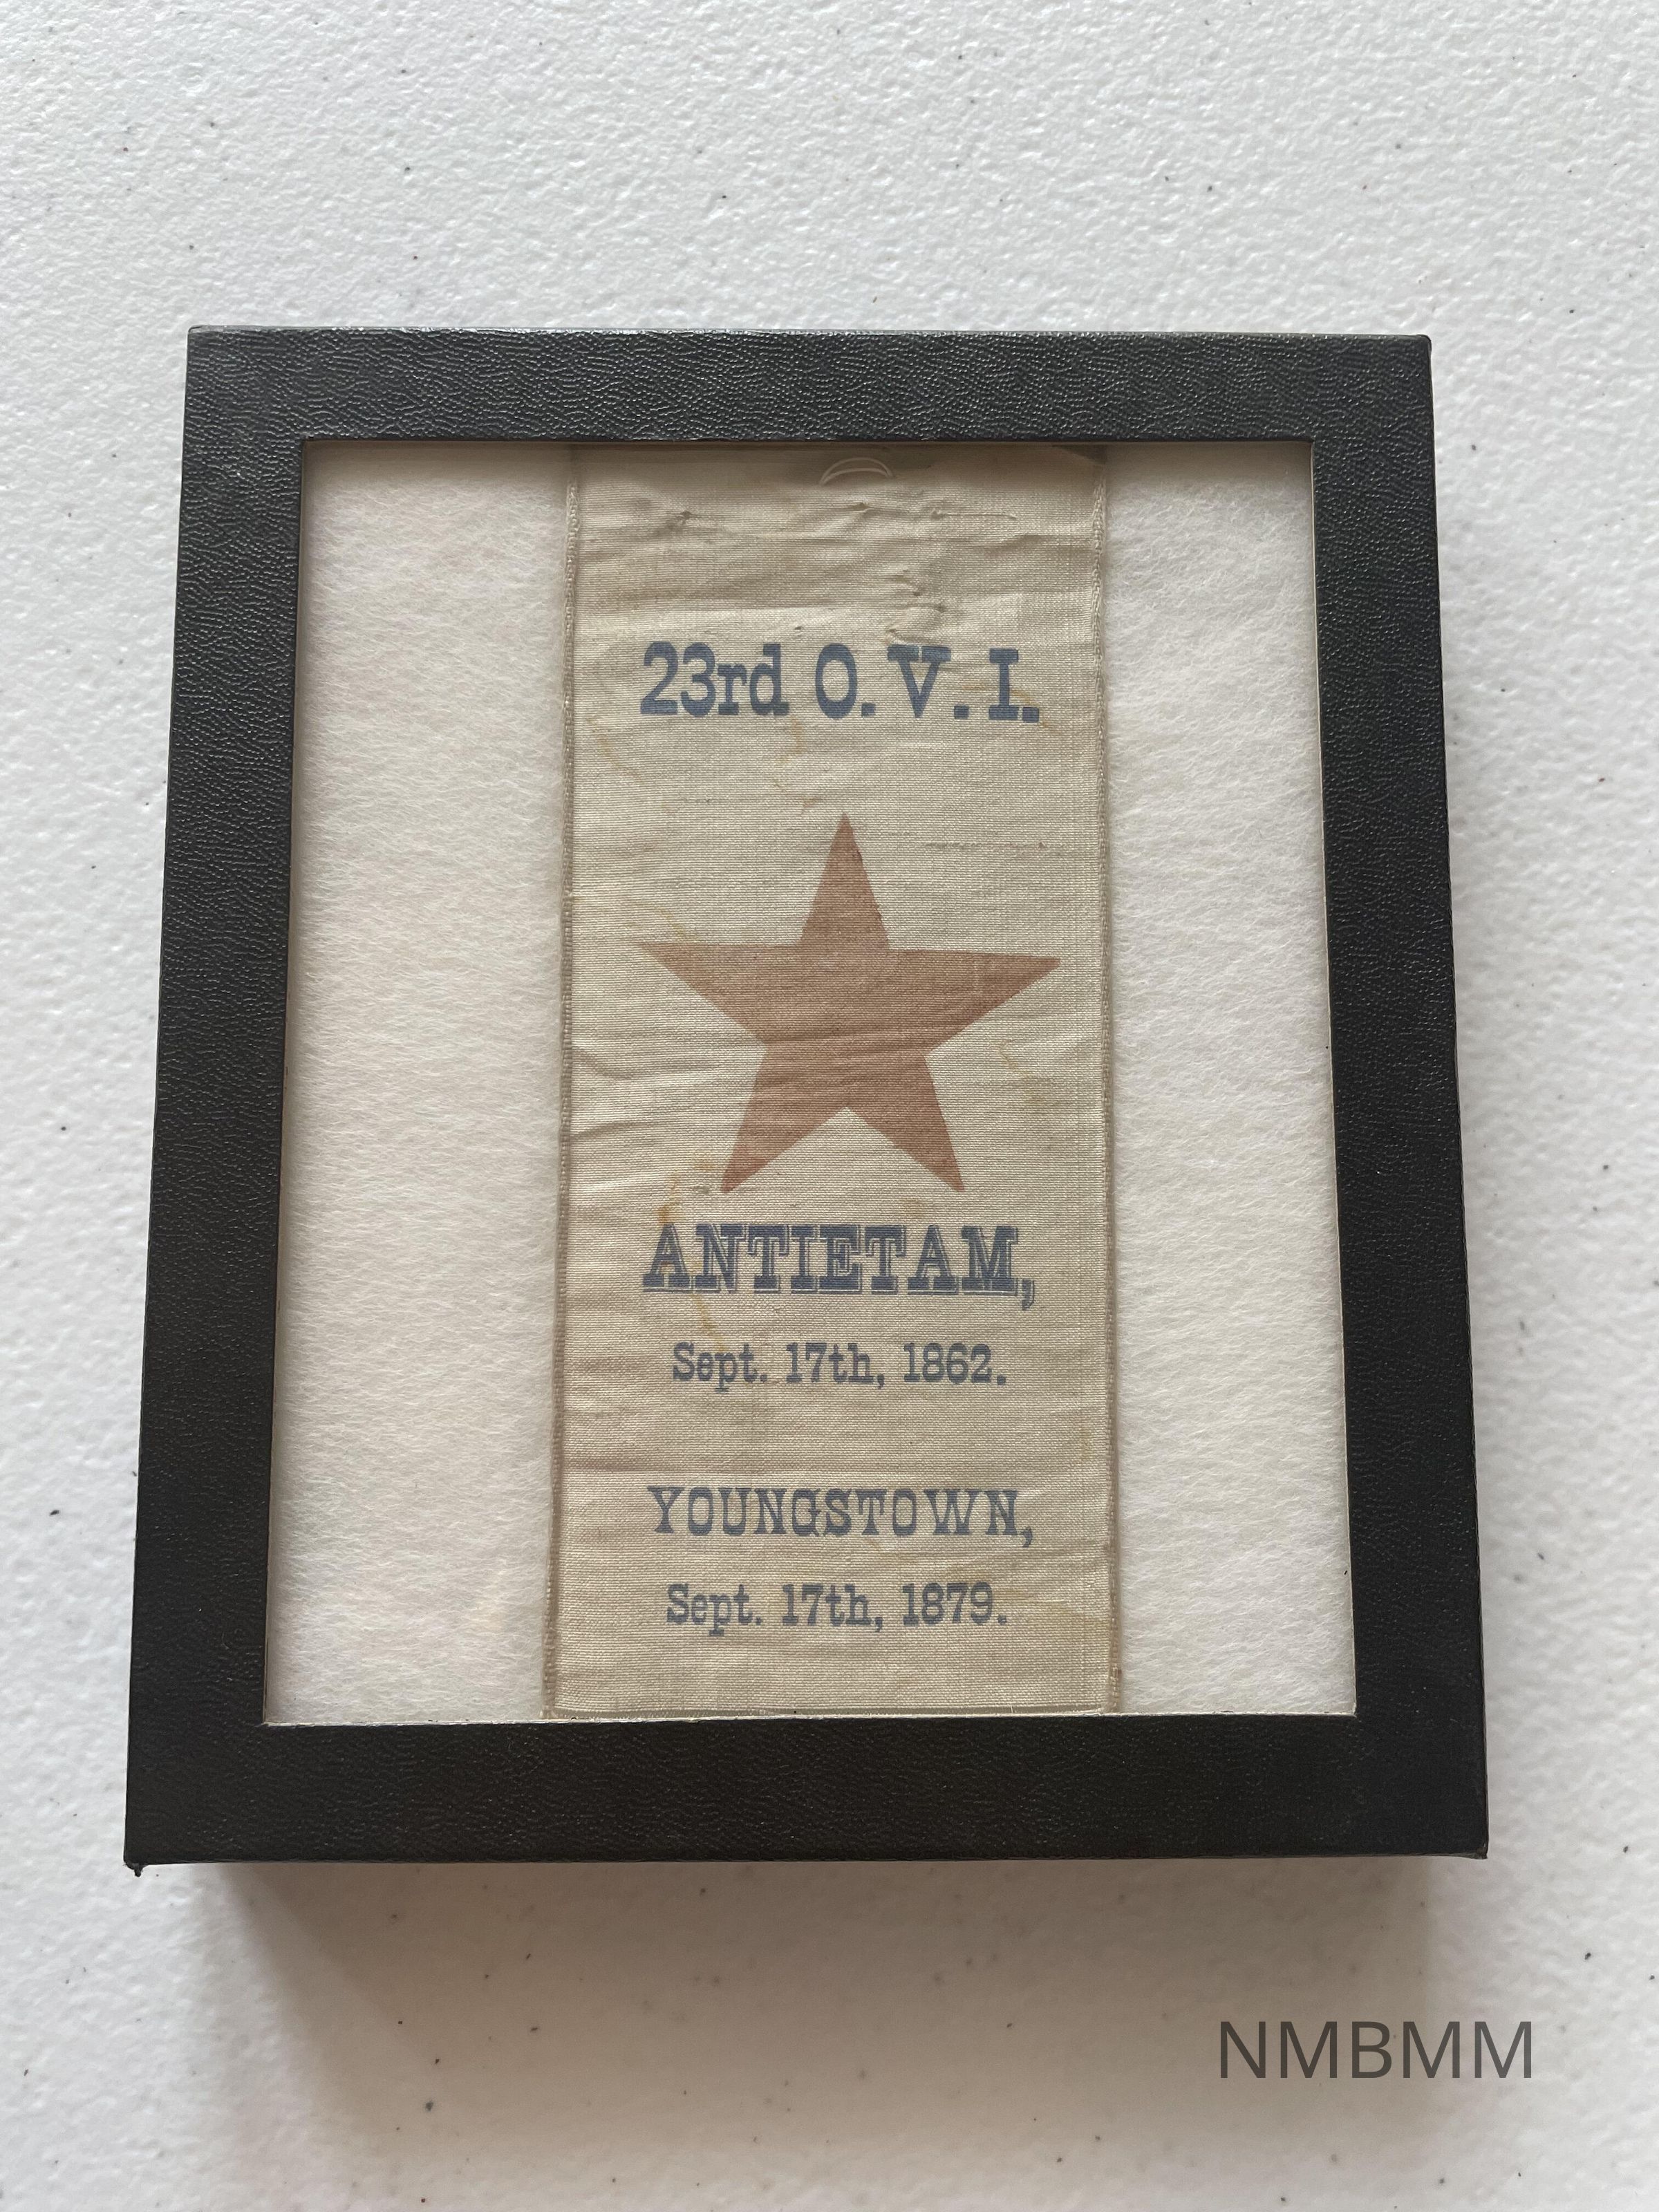 23rd O. V. I.
ANTIETAM,
Sept. 17th, 1862.
YOUNGSTOWN,
Sept. 17th, 1879.
NMBMM